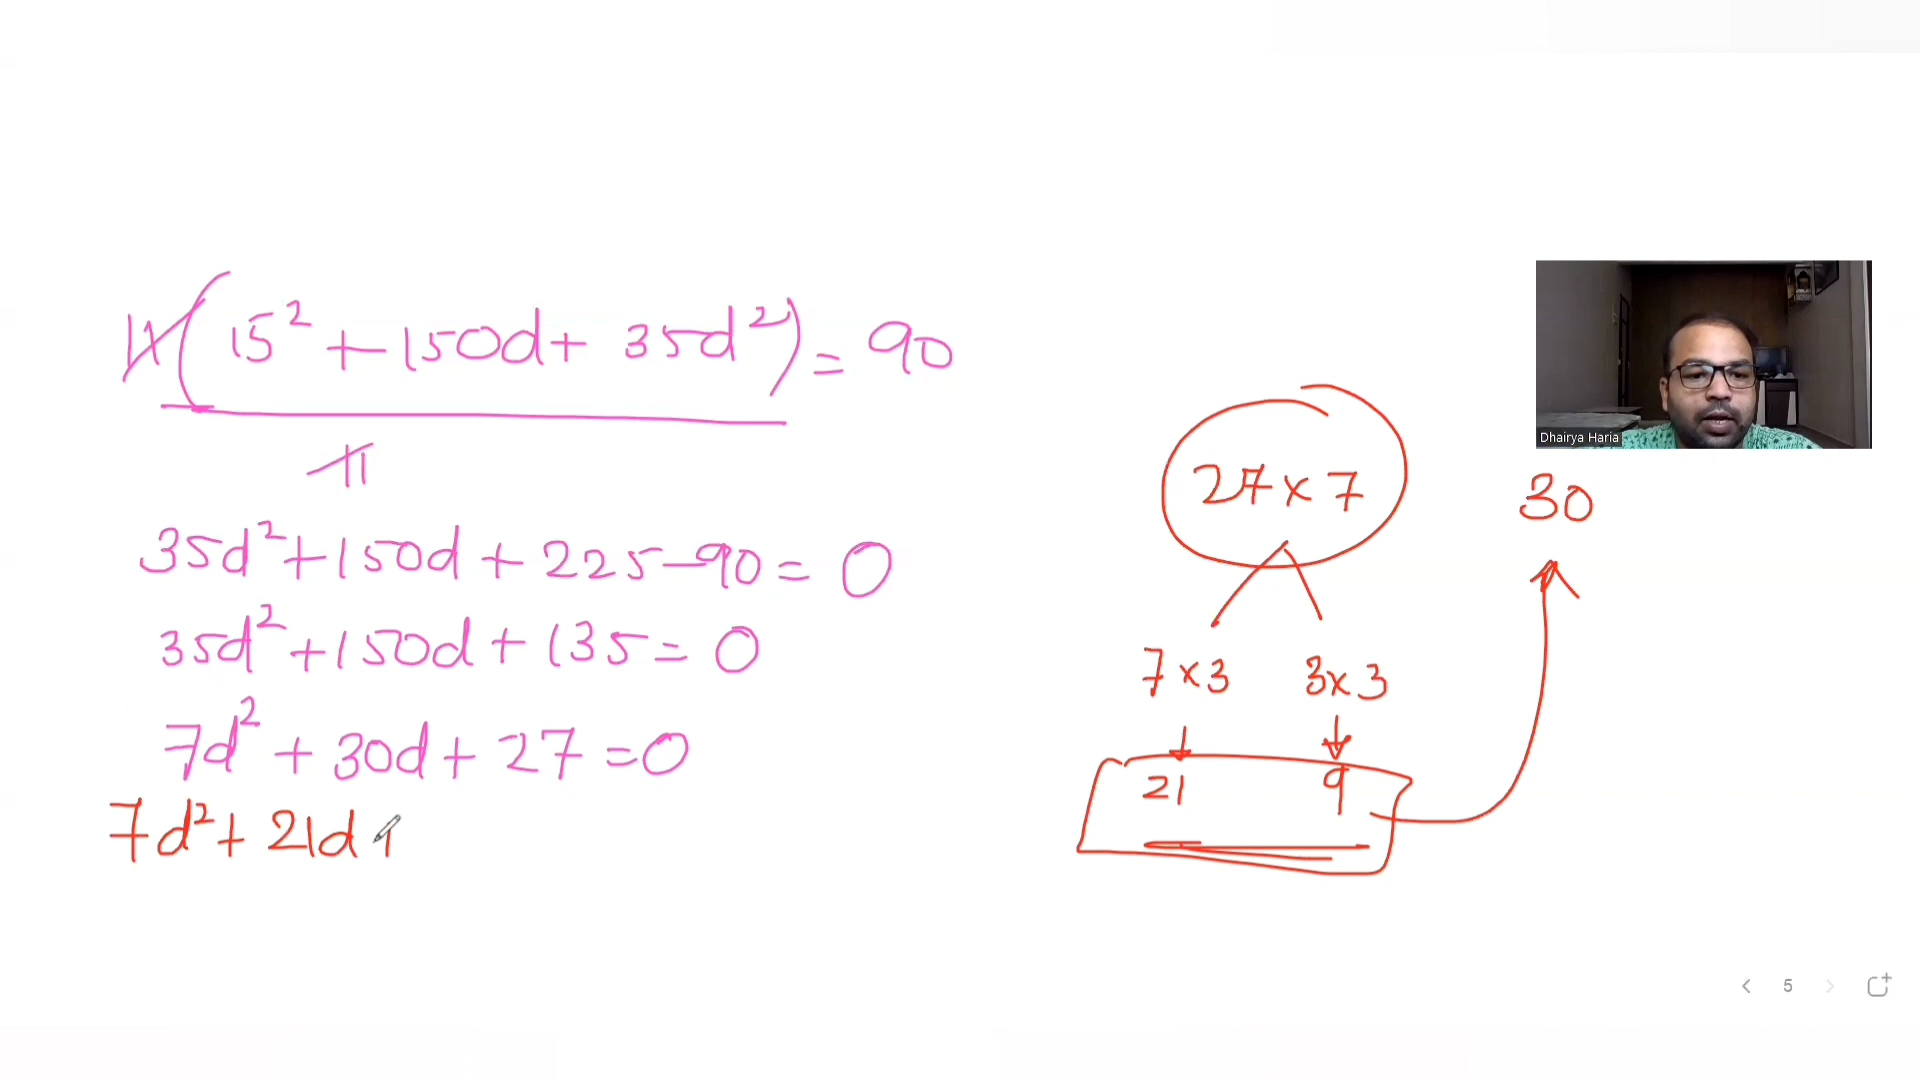 11(15² + 150d + 35d²) = 90
11
35d² + 150d + 225 - 90 = 0
35d² + 150d + 135 = 0
7d² + 30d + 27 = 0
7d² + 21d +
27 × 7
30
7 × 3 3 × 3
21 9
Dhairya Haria
5